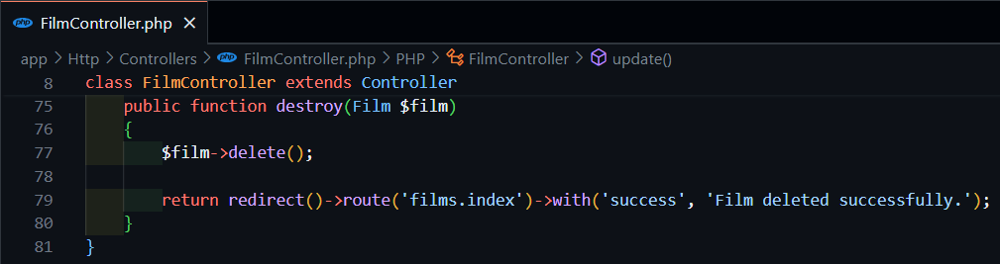 php FilmController.php ×
app > Http > Controllers > php FilmController.php > PHP > FilmController > update()
8 class FilmController extends Controller
75 public function destroy(Film $film)
76 {
77 $film->delete();
78
79 return redirect()->route('films.index')->with('success', 'Film deleted successfully.');
80 }
81 }